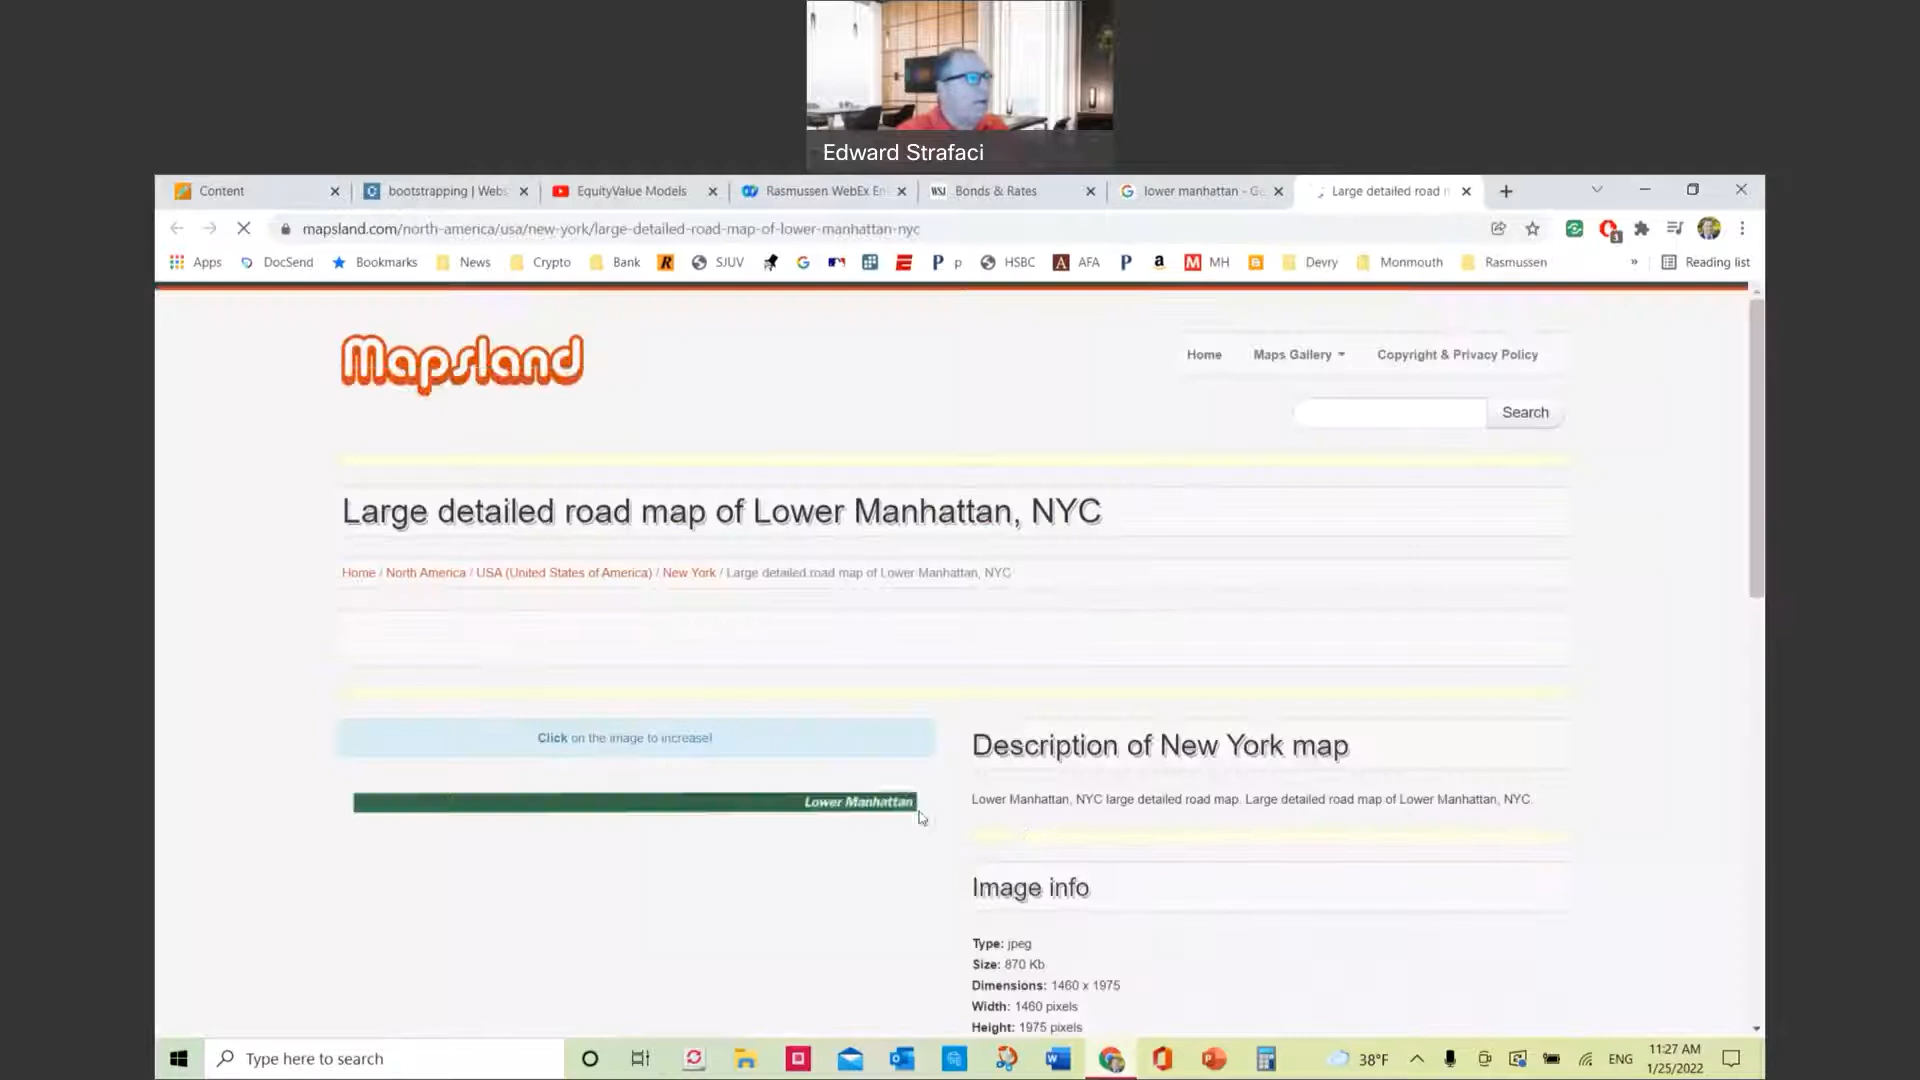 Edward Strafaci
Content
bootstrapping | Webs
EquityValue Models
Rasmussen WebEx En
WSJ Bonds & Rates
lower manhattan - G
Large detailed road
mapsland.com/north-america/usa/new-york/large-detailed-road-map-of-lower-manhattan-nyc
Apps DocSend Bookmarks News Crypto Bank R SJUV G P p HSBC A AFA P a M MH Devry Monmouth Rasmussen » Reading list
Mapsland
Home Maps Gallery Copyright & Privacy Policy
Search
Large detailed road map of Lower Manhattan, NYC
Home / North America / USA (United States of America) / New York / Large detailed road map of Lower Manhattan, NYC
Click on the image to increase!
Lower Manhattan
Description of New York map
Lower Manhattan, NYC large detailed road map. Large detailed road map of Lower Manhattan, NYC.
Image info
Type: jpeg
Size: 870 Kb
Dimensions: 1460 x 1975
Width: 1460 pixels
Height: 1975 pixels
Type here to search
38°F
ENG
11:27 AM
1/25/2022